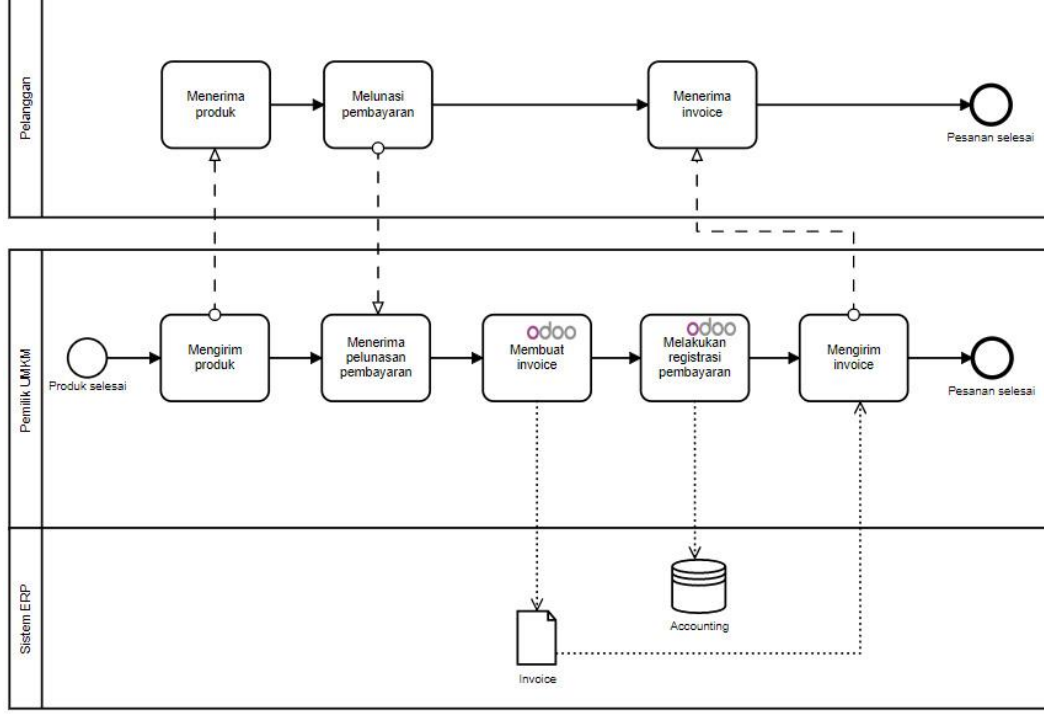 Pelanggan
Menerima
produk
Melunasi
pembayaran
Menerima
invoice
Pesanan selesai
Pemilik UMKM
Produk selesai
Mengirim
produk
Menerima
pelunasan
pembayaran
odoo
Membuat
invoice
odoo
Melakukan
registrasi
pembayaran
Mengirim
invoice
Pesanan selesai
Sistem ERP
Invoice
Accounting